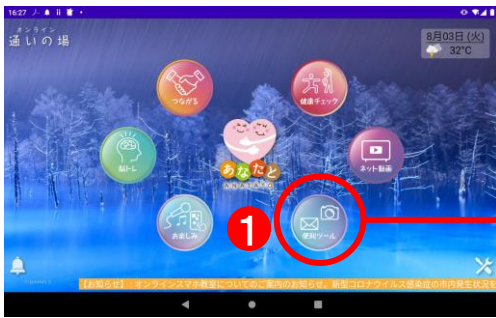 16:27
オンライン
通いの場
8月03日 (火)
32°C
つながる
健康チェック
脳トレ
あなたと
ANATATO
ネット動画
お楽しみ
1
便利ツール
【お知らせ】:オンラインスマホ教室についてのご案内のお知らせ。新型コロナウイルス感染症の市内発生状況を